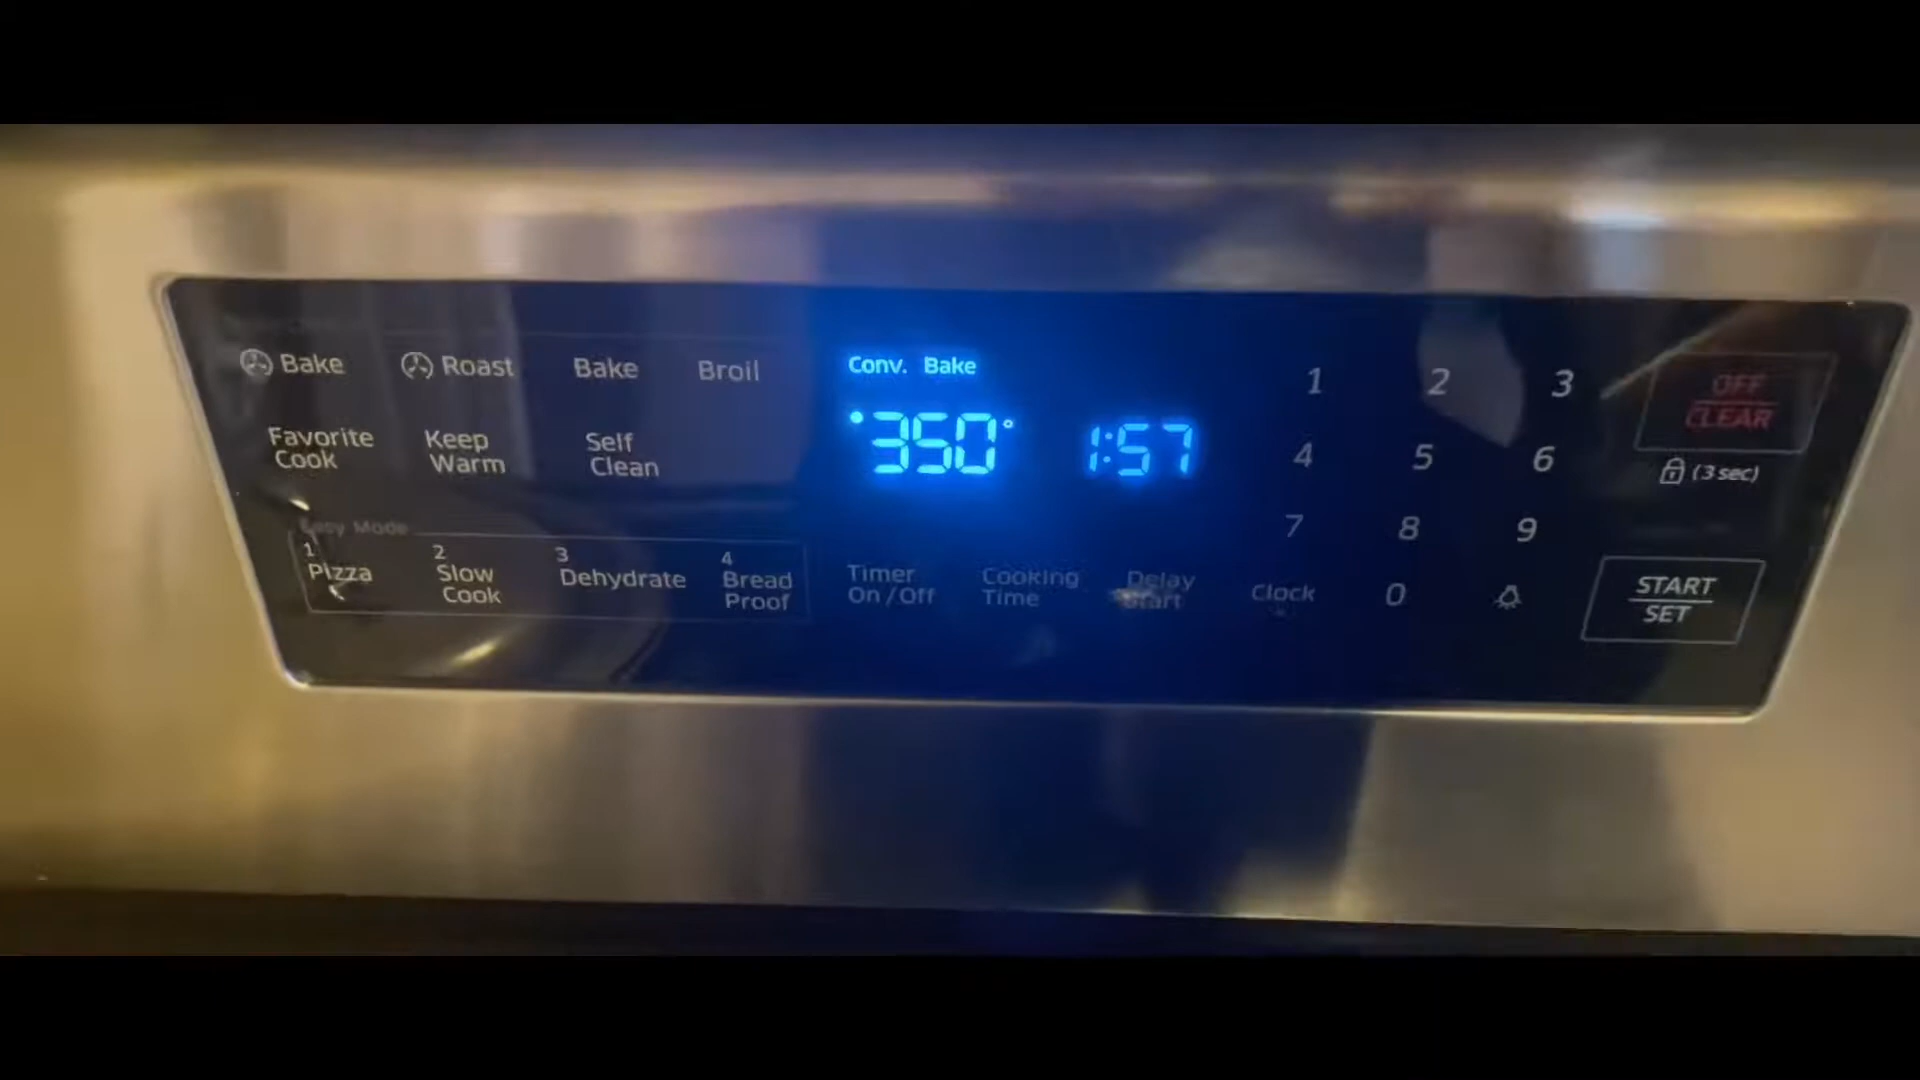 Bake Roast Bake Broil
Favorite Cook
Keep Warm
Self Clean
Easy Mode
1 Pizza
2 Slow Cook
3 Dehydrate
4 Bread Proof
Conv. Bake
350° 1:57
Timer On/Off
Cooking Time
Delay Start
Clock
1 2 3
4 5 6
7 8 9
0
OFF
CLEAR
(3 sec)
START
SET